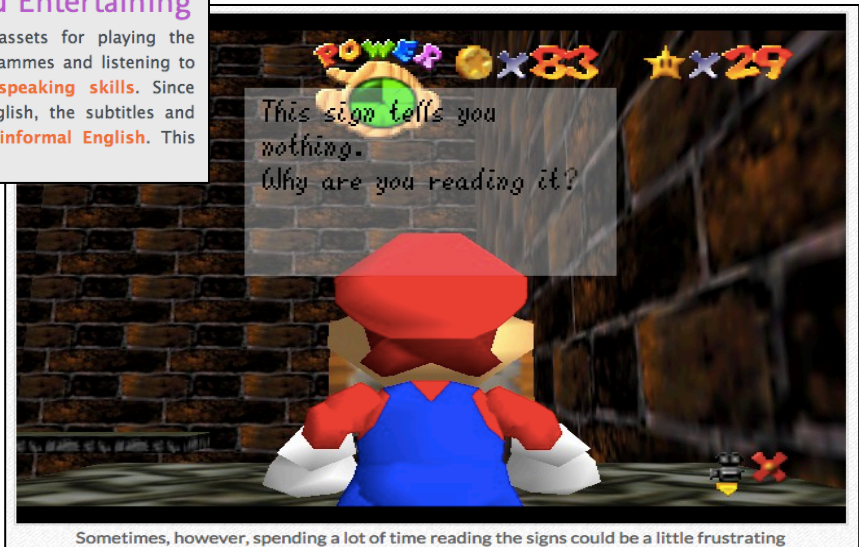 d Entertaining
assets for playing the
ammes and listening to
speaking skills. Since
glish, the subtitles and
informal English. This
POWER
×83
×29
This sign tells you
nothing.
Why are you reading it?
Sometimes, however, spending a lot of time reading the signs could be a little frustrating